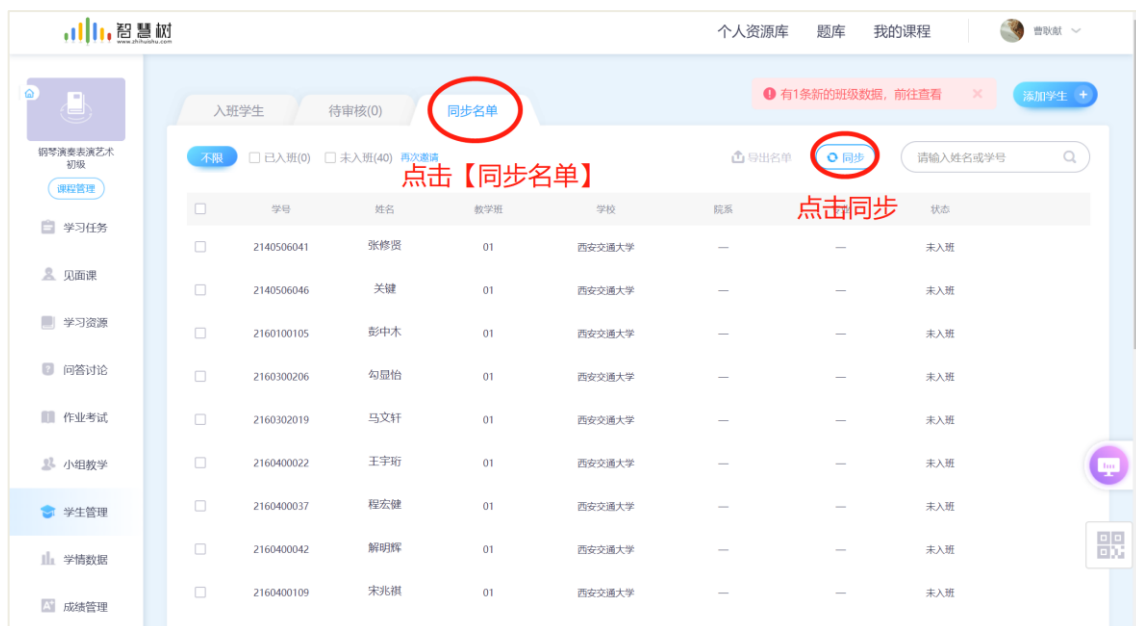 智慧树 个人资源库 题库 我的课程 曹耿献
www.zhihuishu.com
有1条新的班级数据，前往查看 添加学生
入班学生 待审核(0) 同步名单
钢琴演奏表演艺术
初级
课程管理
不限 已入班(0) 未入班(40) 再次邀请 导出名单 同步 请输入姓名或学号
点击【同步名单】
点击同步
学号 姓名 教学班 学校 院系 状态
学习任务
2140506041 张修贤 01 西安交通大学 — — 未入班
见面课
2140506046 关键 01 西安交通大学 — — 未入班
学习资源
2160100105 彭中木 01 西安交通大学 — — 未入班
问答讨论
2160300206 勾显怡 01 西安交通大学 — — 未入班
作业考试
2160302019 马文轩 01 西安交通大学 — — 未入班
小组教学
2160400022 王宇珩 01 西安交通大学 — — 未入班
学生管理
2160400037 程宏健 01 西安交通大学 — — 未入班
学情数据
2160400042 解明辉 01 西安交通大学 — — 未入班
成绩管理
2160400109 宋兆祺 01 西安交通大学 — — 未入班